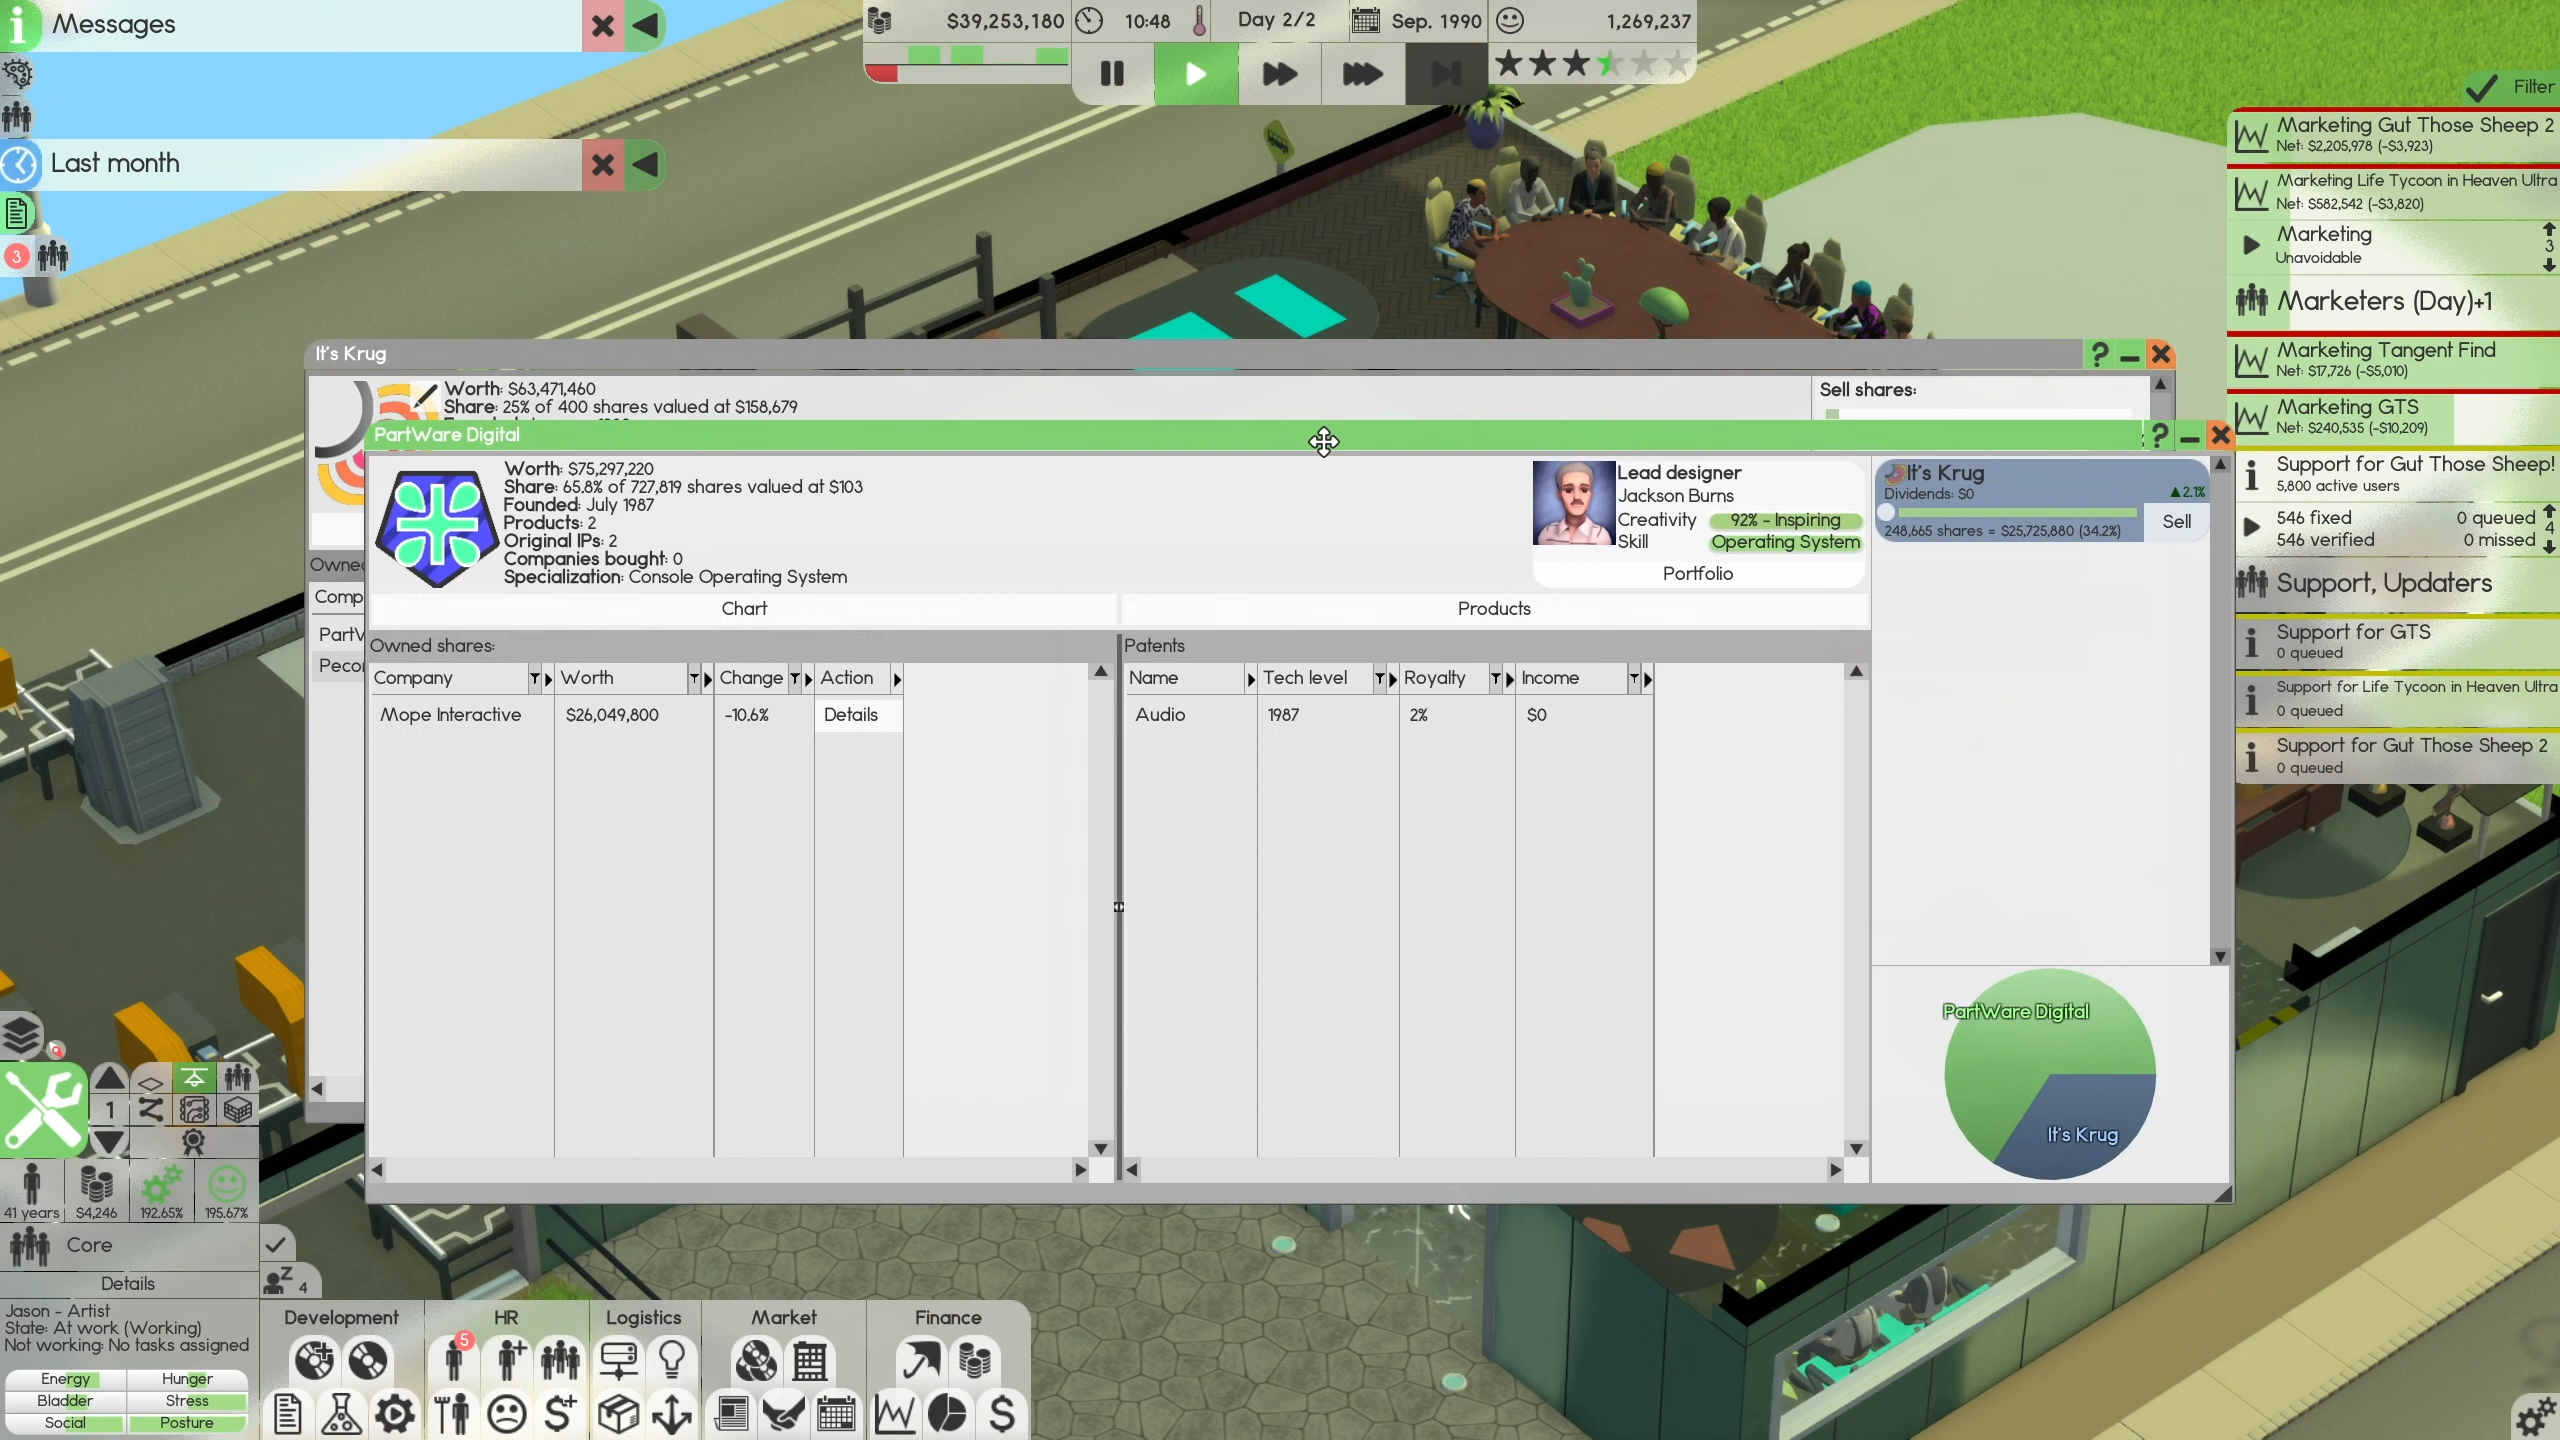 Messages
$39,253,180
10:48
Day 2/2
Sep. 1990
1,269,237
Last month
3
Filter
Marketing Gut Those Sheep 2
Net: $2,205,978 (-$3,923)
Marketing Life Tycoon in Heaven Ultra
Net: $582,542 (-$3,820)
Marketing
Unavoidable
3
Marketers (Day)+1
Marketing Tangent Find
Net: $17,726 (-$5,010)
Marketing GTS
Net: $240,535 (-$10,209)
Support for Gut Those Sheep!
5,800 active users
546 fixed 0 queued
546 verified 0 missed
4
Support, Updaters
Support for GTS
0 queued
Support for Life Tycoon in Heaven Ultra
0 queued
Support for Gut Those Sheep 2
0 queued
It's Krug
?
Worth: $63,471,460
Share: 25% of 400 shares valued at $158,679
Sell shares:
PartWare Digital
?
Worth: $75,297,220
Share: 65.8% of 727,819 shares valued at $103
Founded: July 1987
Products: 2
Original IPs: 2
Companies bought: 0
Specialization: Console Operating System
Lead designer
Jackson Burns
Creativity 92% - Inspiring
Skill Operating System
Portfolio
It's Krug
Dividends: $0
2.1%
Sell
248,665 shares = $25,725,880 (34.2%)
Chart
Products
Owned shares:
Company Worth Change Action
Mope Interactive $26,049,800 -10.6% Details
Patents
Name Tech level Royalty Income
Audio 1987 2% $0
PartWare Digital
It's Krug
1
41 years $4,246 192.65% 195.67%
Core
Details
4
Jason - Artist
State: At work (Working)
Not working: No tasks assigned
Energy Hunger
Bladder Stress
Social Posture
Development
HR
Logistics
Market
Finance
5